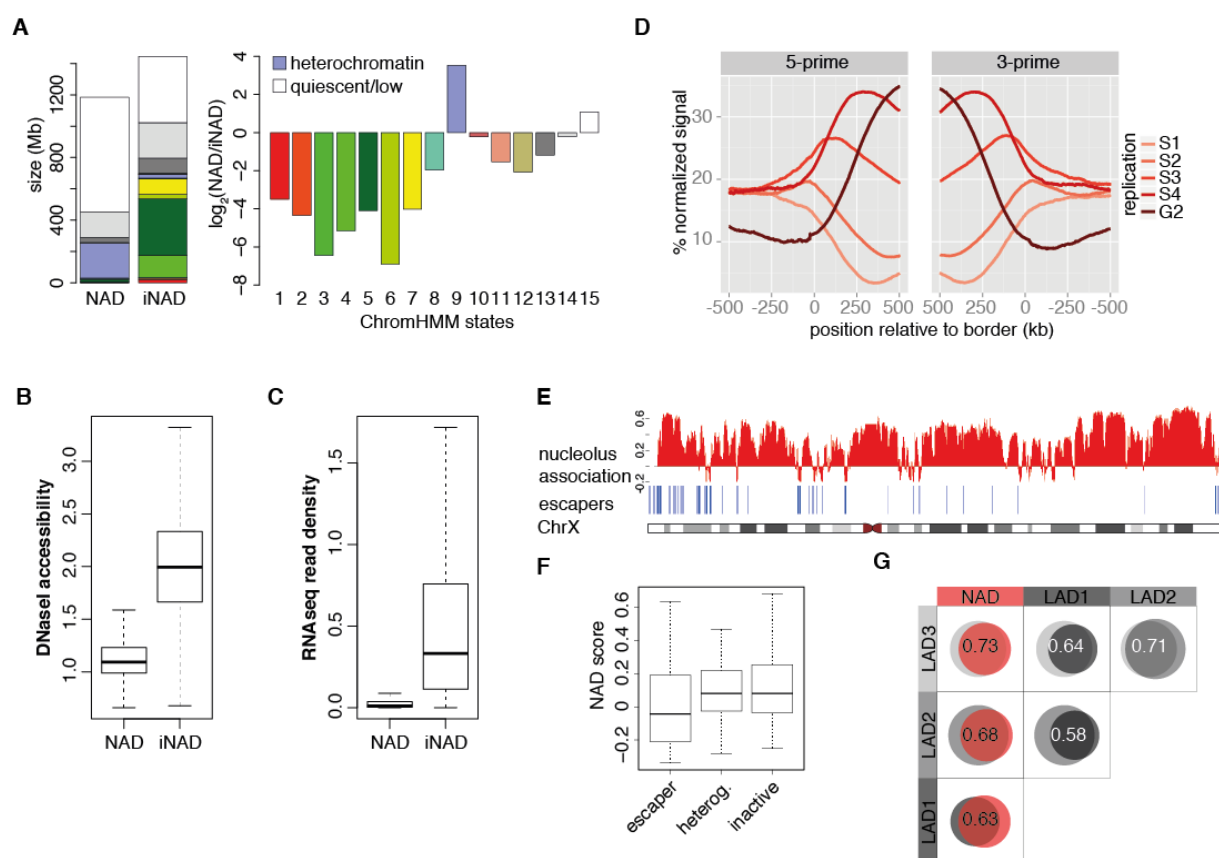 A
size (Mb)
0 400 800 1200
NAD iNAD
log2(NAD/iNAD)
4
2
0
-2
-4
-6
-8
heterochromatin
quiescent/low
1 2 3 4 5 6 7 8 9 10 11 12 13 14 15
ChromHMM states
D
5-prime 3-prime
% normalized signal
30
20
10
-500 -250 0 250 500 500 250 0 -250 -500
position relative to border (kb)
replication
S1
S2
S3
S4
G2
B
DNaseI accessibility
1.0 1.5 2.0 2.5 3.0
NAD iNAD
C
RNAseq read density
0.0 0.5 1.0 1.5
NAD iNAD
E
nucleolus
association
-0.2 0.2 0.6
escapers
ChrX
F
NAD score
-0.2 0 0.2 0.4 0.6
escaper
heterog.
inactive
G
NAD LAD1 LAD2
LAD3 0.73 0.64 0.71
LAD2 0.68 0.58
LAD1 0.63